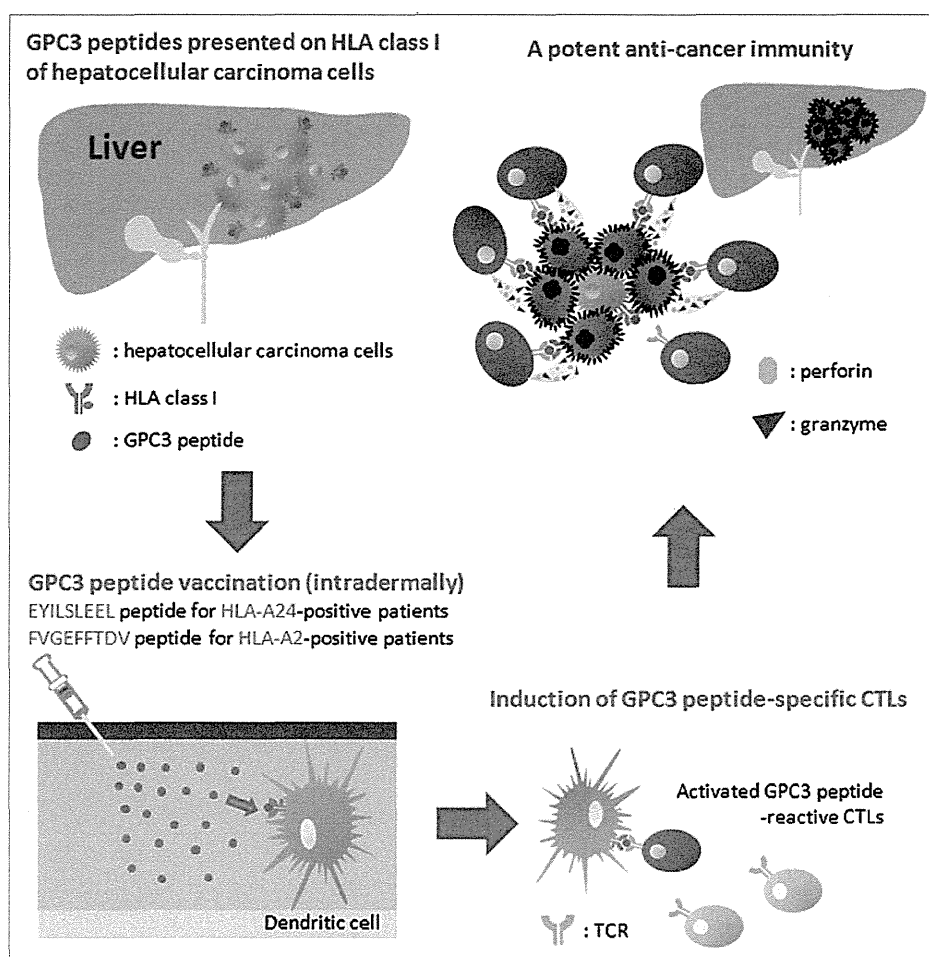 GPC3 peptides presented on HLA class I
of hepatocellular carcinoma cells
Liver
: hepatocellular carcinoma cells
: HLA class I
: GPC3 peptide
A potent anti-cancer immunity
: perforin
: granzyme
GPC3 peptide vaccination (intradermally)
EYILSLEEL peptide for HLA-A24-positive patients
FVGEFFTDV peptide for HLA-A2-positive patients
Dendritic cell
Induction of GPC3 peptide-specific CTLs
Activated GPC3 peptide
-reactive CTLs
: TCR